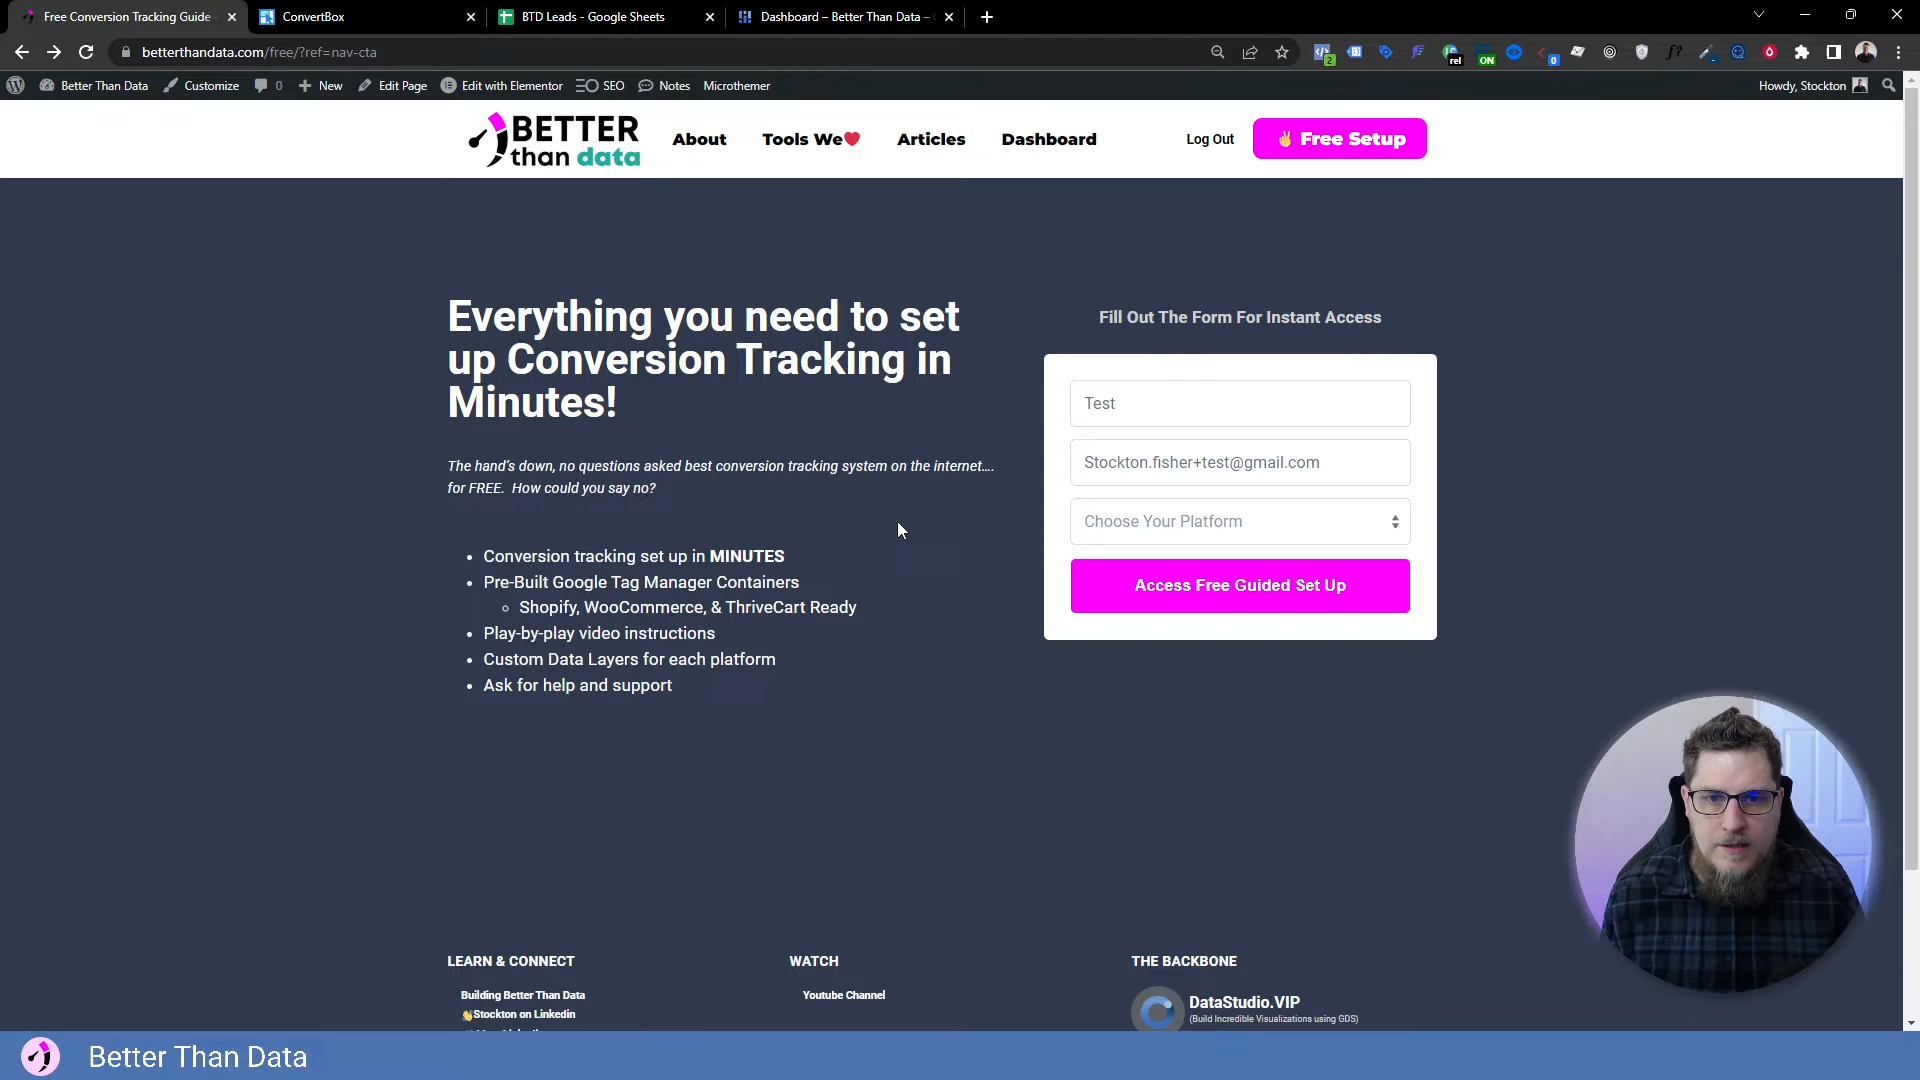 Free Conversion Tracking Guide -
ConvertBox
BTD Leads - Google Sheets
Dashboard – Better Than Data –
betterthandata.com/free/?ref=nav-cta
2
rel
ON
0
f?
Better Than Data
Customize
0
New
Edit Page
Edit with Elementor
SEO
Notes
Microthemer
Howdy, Stockton
BETTER
than data
About
Tools We❤
Articles
Dashboard
Log Out
✌ Free Setup
Everything you need to set
up Conversion Tracking in
Minutes!
The hand's down, no questions asked best conversion tracking system on the internet....
for FREE. How could you say no?
• Conversion tracking set up in MINUTES
• Pre-Built Google Tag Manager Containers
◦ Shopify, WooCommerce, & ThriveCart Ready
• Play-by-play video instructions
• Custom Data Layers for each platform
• Ask for help and support
Fill Out The Form For Instant Access
Test
Stockton.fisher+test@gmail.com
Choose Your Platform
Access Free Guided Set Up
LEARN & CONNECT
Building Better Than Data
👋Stockton on Linkedin
WATCH
Youtube Channel
THE BACKBONE
DataStudio.VIP
(Build Incredible Visualizations using GDS)
Better Than Data